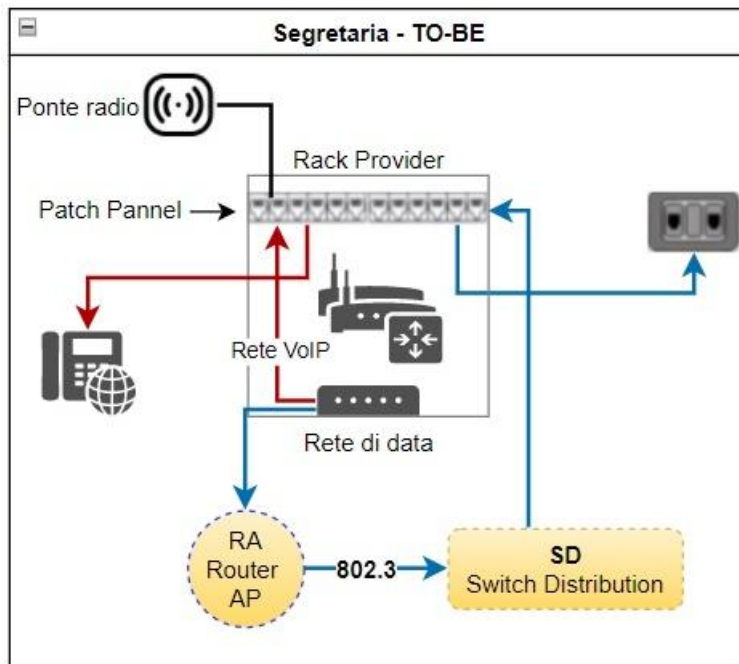 Segretaria - TO-BE
Ponte radio
Rack Provider
Patch Pannel
Rete VoIP
Rete di data
RA
Router
AP
802.3
SD
Switch Distribution